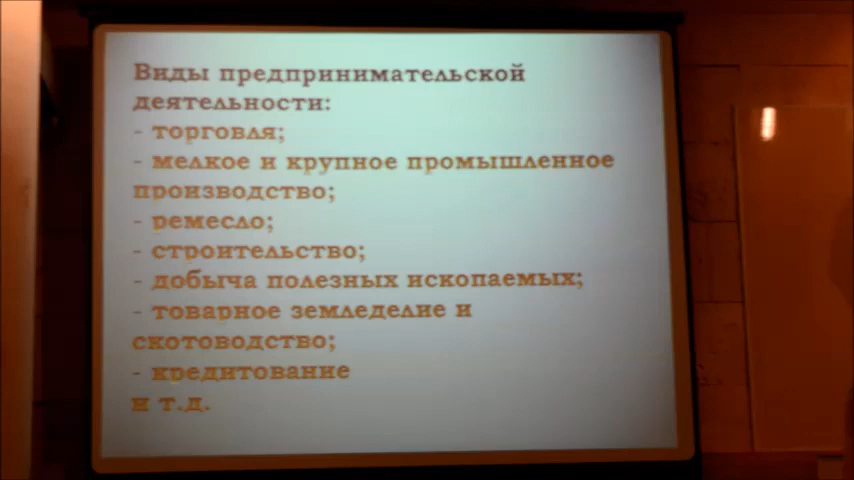 Виды предпринимательской
деятельности:
- торговля;
- мелкое и крупное промышленное
производство;
- ремесло;
- строительство;
- добыча полезных ископаемых;
- товарное земледелие и
скотоводство;
- кредитование
и т.д.